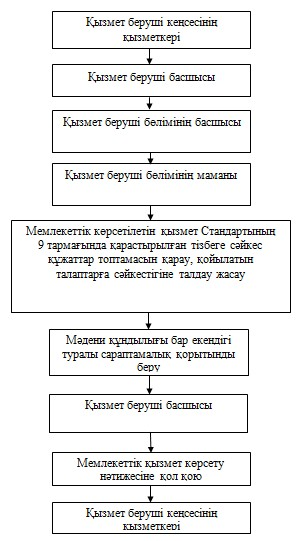 Қызмет беруші кеңсесінің
қызметкері
Қызмет беруші басшысы
Қызмет беруші бөлімінің басшысы
Қызмет беруші бөлімінің маманы
Мемлекеттік көрсетілетін қызмет Стандартының
9 тармағында қарастырылған тізбеге сәйкес
құжаттар топтамасын қарау, қойылатын
талаптарға сәйкестігіне талдау жасау
Мәдени құндылығы бар екендігі
туралы сараптамалық қорытынды
беру
Қызмет беруші басшысы
Мемлекеттік қызмет көрсету
нәтижесіне қол қою
Қызмет беруші кеңсесінің
қызметкері